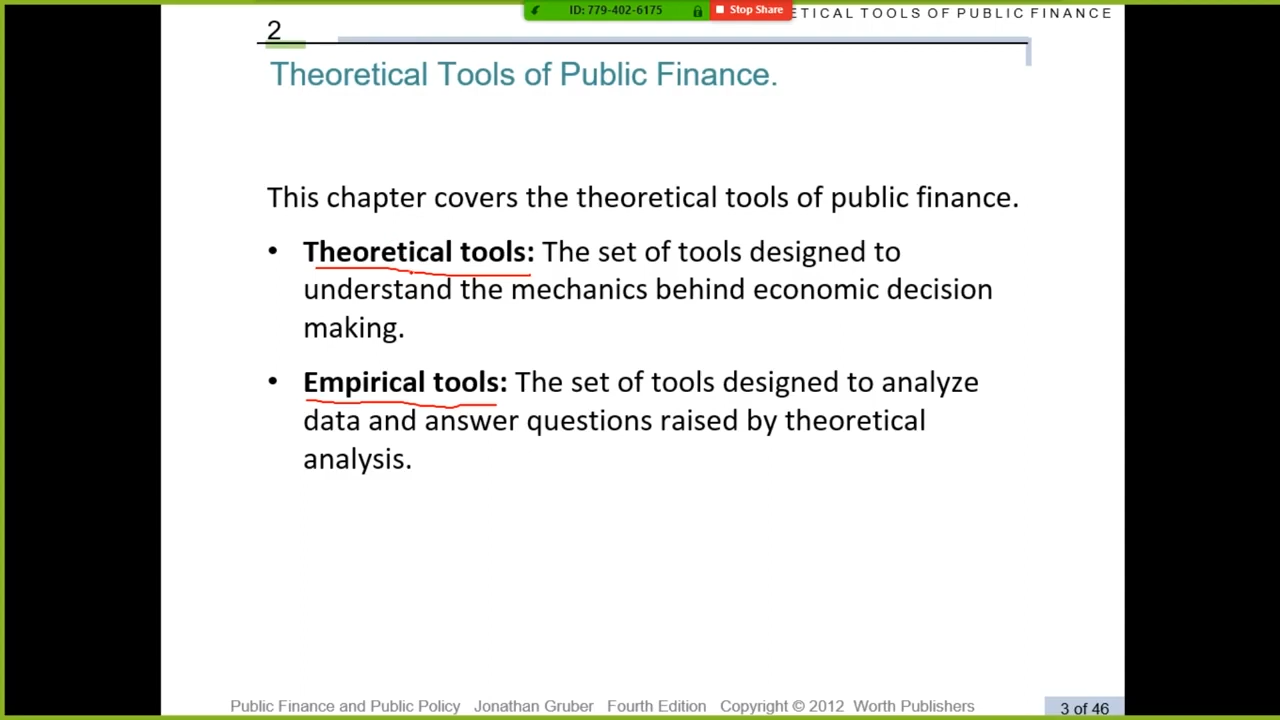 ID: 779-402-6175 Stop Share ETICAL TOOLS OF PUBLIC FINANCE
2
Theoretical Tools of Public Finance.
This chapter covers the theoretical tools of public finance.
• Theoretical tools: The set of tools designed to
understand the mechanics behind economic decision
making.
• Empirical tools: The set of tools designed to analyze
data and answer questions raised by theoretical
analysis.
Public Finance and Public Policy Jonathan Gruber Fourth Edition Copyright © 2012 Worth Publishers
3 of 46